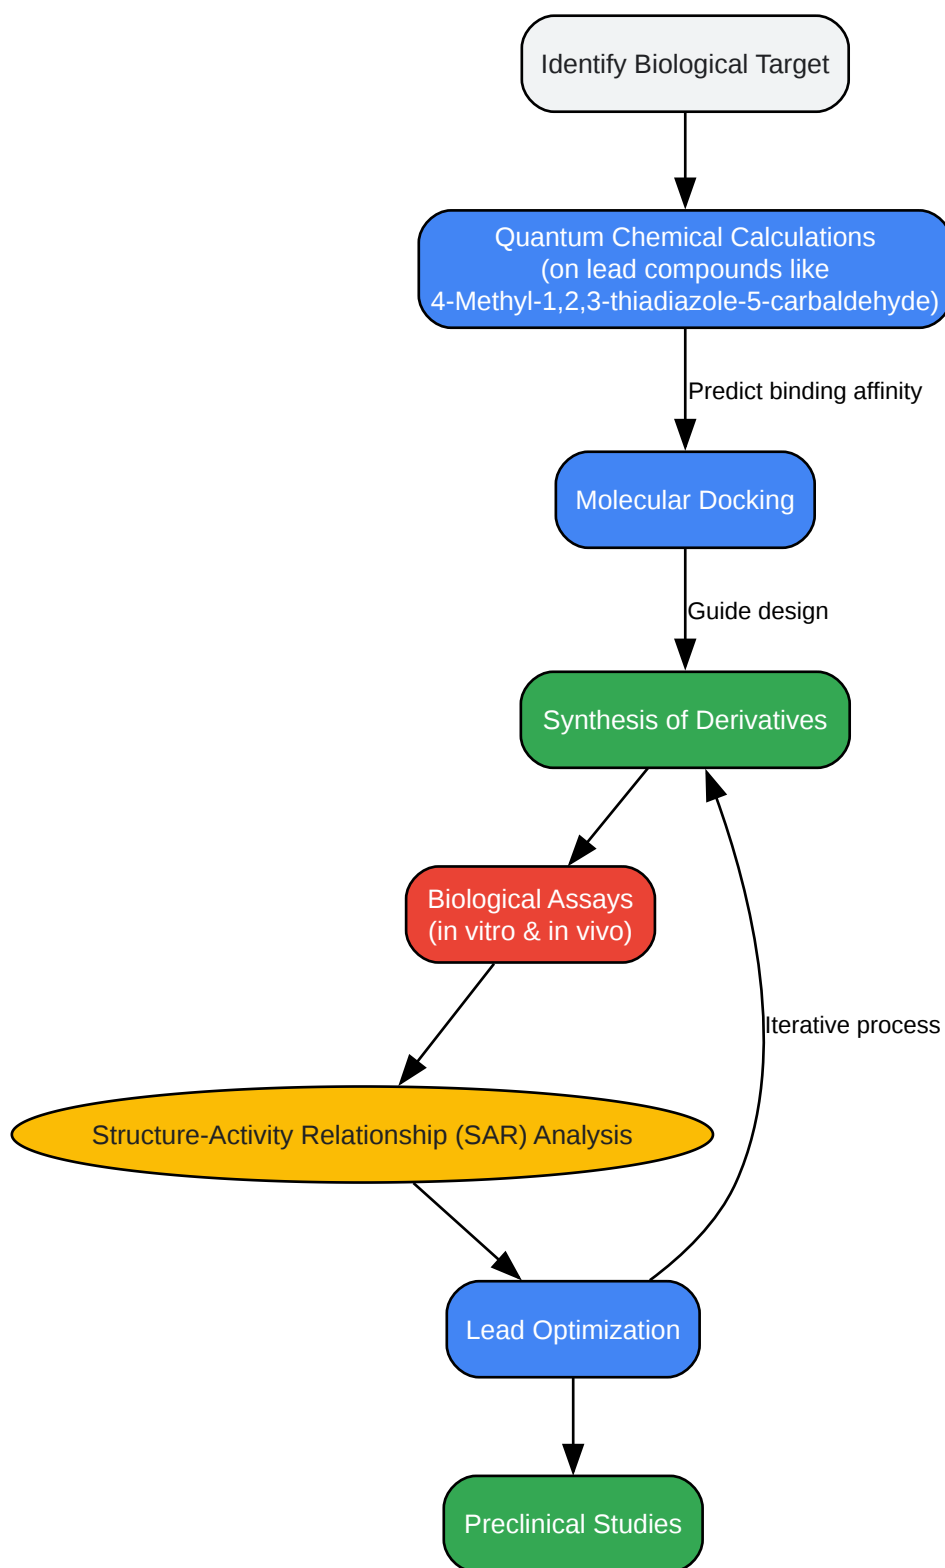 Identify Biological Target
Quantum Chemical Calculations
(on lead compounds like
4-Methyl-1,2,3-thiadiazole-5-carbaldehyde)
Predict binding affinity
Molecular Docking
Guide design
Synthesis of Derivatives
Biological Assays
(in vitro & in vivo)
Iterative process
Structure-Activity Relationship (SAR) Analysis
Lead Optimization
Preclinical Studies